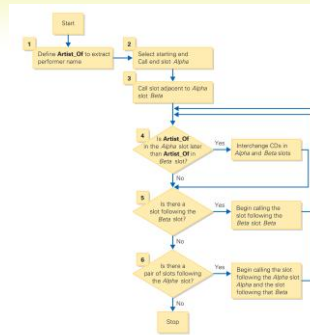 Start
1
Define Artist_Of to extract
performer name
2
Select starting and
Call end slot Alpha
3
Call slot adjacent to Alpha
slot Beta
4
Is Artist_Of
in the Alpha slot later
than Artist_Of in
Beta slot?
Yes
Interchange CDs in
Alpha and Beta slots
No
5
Is there a
slot following the
Beta slot?
Yes
Begin calling the
slot following the
Beta slot Beta
No
6
Is there a
pair of slots following
the Alpha slot?
Yes
Begin calling the slot
following the Alpha slot
Alpha and the slot
following that Beta
No
Stop